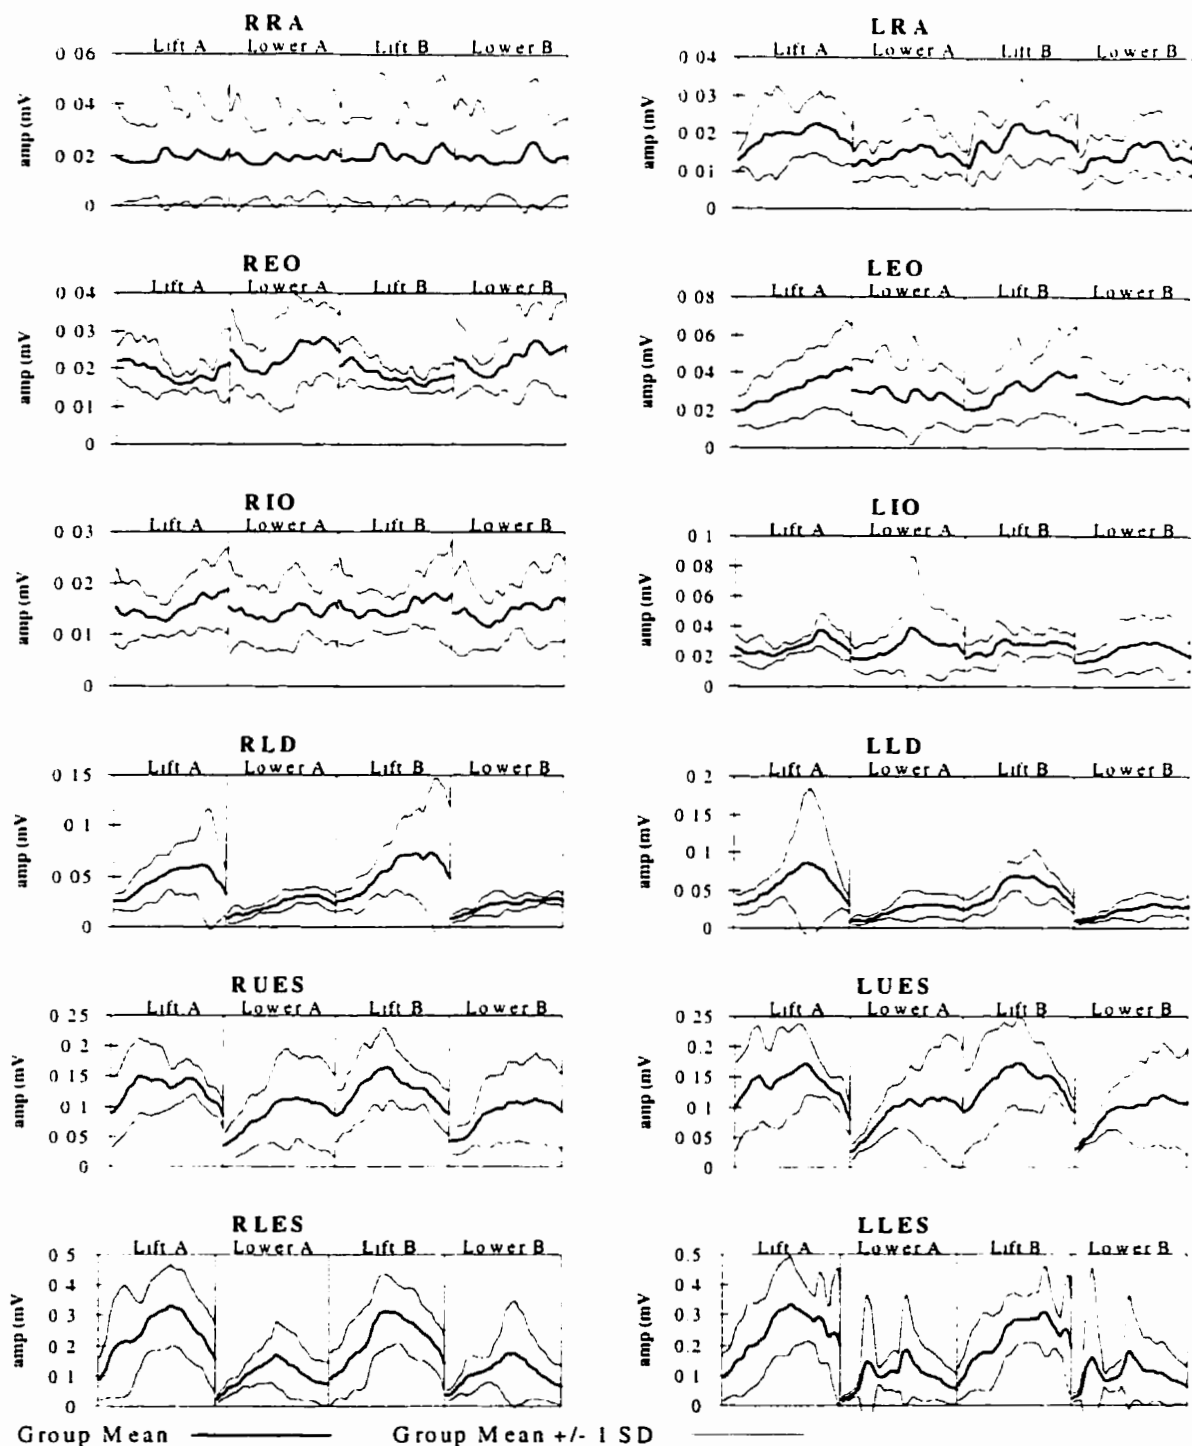 RRA
Lift A Lower A Lift B Lower B
0 06
0 04
0 02
0
amp (mV
LRA
Lift A Lower A Lift B Lower B
0 04
0 03
0 02
0 01
0
amp (mV
REO
Lift A Lower A Lift B Lower B
0 04
0 03
0 02
0 01
0
amp (mV
LEO
Lift A Lower A Lift B Lower B
0 08
0 06
0 04
0 02
0
amp (mV
RIO
Lift A Lower A Lift B Lower B
0 03
0 02
0 01
0
amp (mV
LIO
Lift A Lower A Lift B Lower B
0 1
0 08
0 06
0 04
0 02
0
amp (mV
RLD
Lift A Lower A Lift B Lower B
0 15
0 1
0 05
0
amp (mV
LLD
Lift A Lower A Lift B Lower B
0 2
0 15
0 1
0 05
0
amp (mV
RUES
Lift A Lower A Lift B Lower B
0 25
0 2
0 15
0 1
0 05
0
amp (mV
LUES
Lift A Lower A Lift B Lower B
0 25
0 2
0 15
0 1
0 05
0
amp (mV
RLES
Lift A Lower A Lift B Lower B
0 5
0 4
0 3
0 2
0 1
0
amp (mV
LLES
Lift A Lower A Lift B Lower B
0 5
0 4
0 3
0 2
0 1
0
amp (mV
Group Mean Group Mean +/- 1 SD